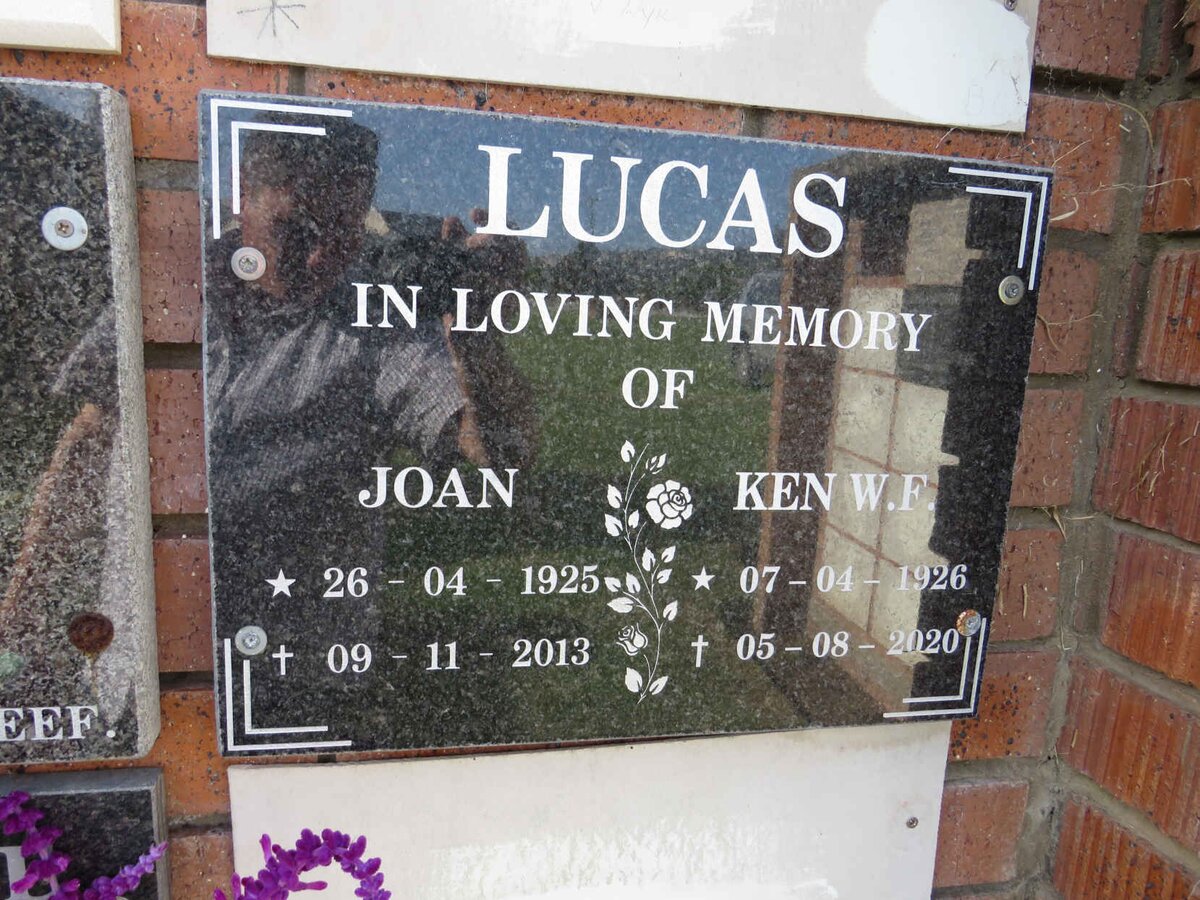 LUCAS
IN LOVING MEMORY
OF
JOAN KEN W.F.
★ 26 - 04 - 1925 ★ 07 - 04 - 1926
† 09 - 11 - 2013 † 05 - 08 - 2020
EEF.